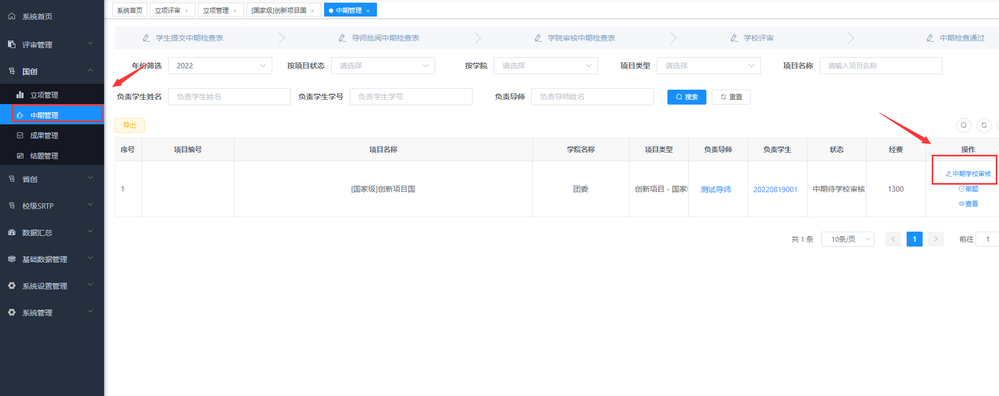 系统首页
评审管理
国创
立项管理
中期管理
成果管理
结题管理
省创
校级SRTP
数据汇总
基础数据管理
系统设置管理
系统管理
系统首页 立项评审 × 立项管理 × [国家级]创新项目国 × 中期管理 ×
学生提交中期检查表 导师批阅中期检查表 学院审核中期检查表 学校评审 中期检查通过
年份筛选 2022 按项目状态 请选择 按学院 请选择 项目类型 请选择 项目名称 请输入项目名称
负责学生姓名 负责学生姓名 负责学生学号 负责学生学号 负责导师 负责导师姓名 搜索 重置
导出
序号 项目编号 项目名称 学院名称 项目类型 负责导师 负责学生 状态 经费 操作
中期学校审核
1 [国家级]创新项目国 团委 创新项目 - 国家 测试导师 20220819001 中期待学校审核 1300 撤题
查看
共 1 条 10条/页 1 前往 1